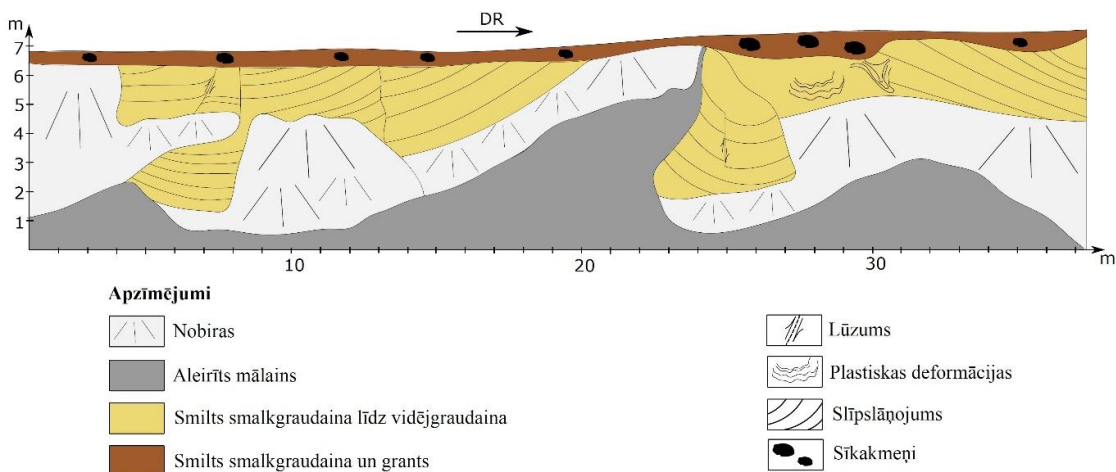 m
DR
7
6
5
4
3
2
1
10
20
30
m
Apzīmējumi
Nobiras
Aleirīts mālains
Smilts smalkgraudaina līdz vidējgraudaina
Smilts smalkgraudaina un grants
Lūzums
Plastiskas deformācijas
Slīpslāņojums
Sīkakmeņi